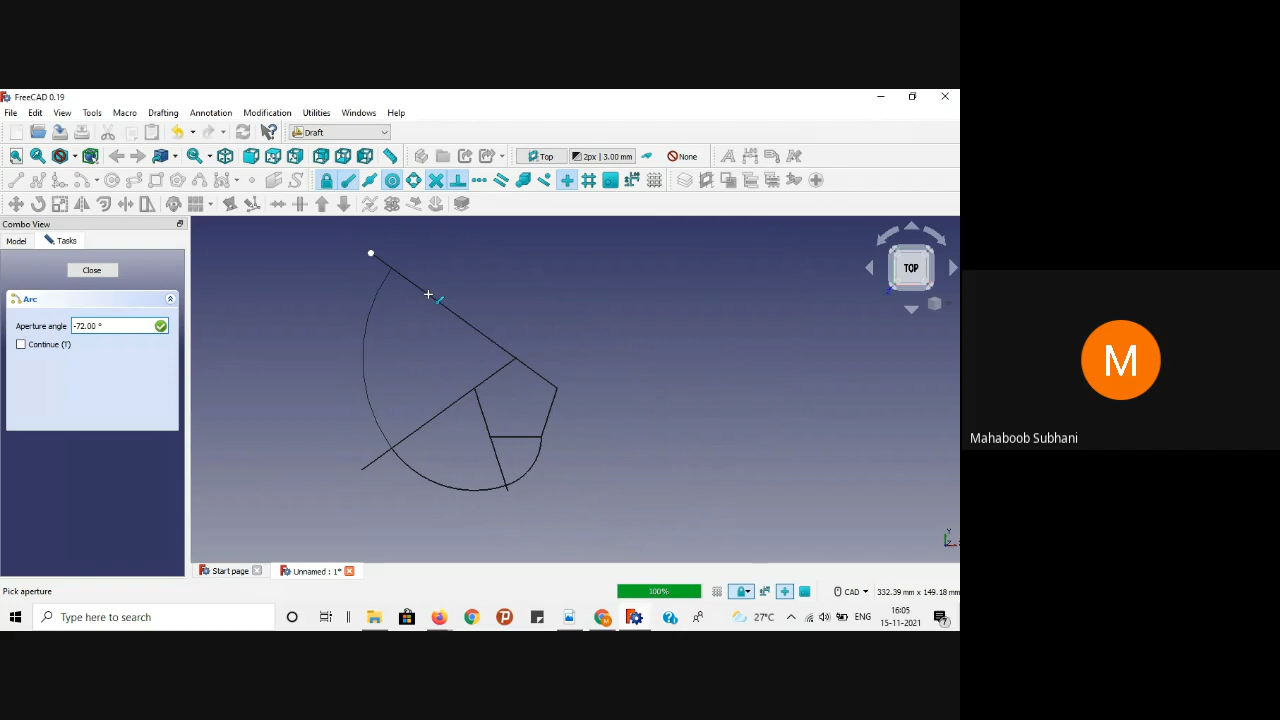 FreeCAD 0.19
File Edit View Tools Macro Drafting Annotation Modification Utilities Windows Help
Draft
Top 2px | 3.00 mm None
Combo View
Model Tasks
Close
Arc
Aperture angle -72.00 °
Continue (T)
TOP
M
Mahaboob Subhani
Y
Start page Unnamed : 1*
Pick aperture 100% CAD 332.39 mm x 149.18 mm
Type here to search 27°C ENG 16:05
15-11-2021